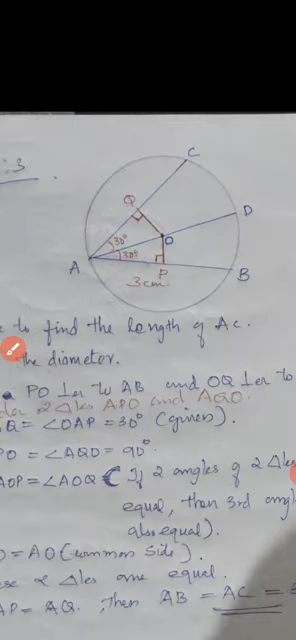 :3
C
Q
D
O
30°
30°
A
P
B
3cm
to find the length of AC.
the diameter.
PO ⊥er to AB and OQ ⊥er to
2 Δles APO and AQO.
Q = ∠OAP = 30° (given).
PO = ∠AQO = 90°
AOP = ∠AOQ ( If 2 angles of 2 Δles
equal, then 3rd angle
also equal).
O = AO (common side).
2 Δles are equal.
AP = AQ, Then AB = AC =